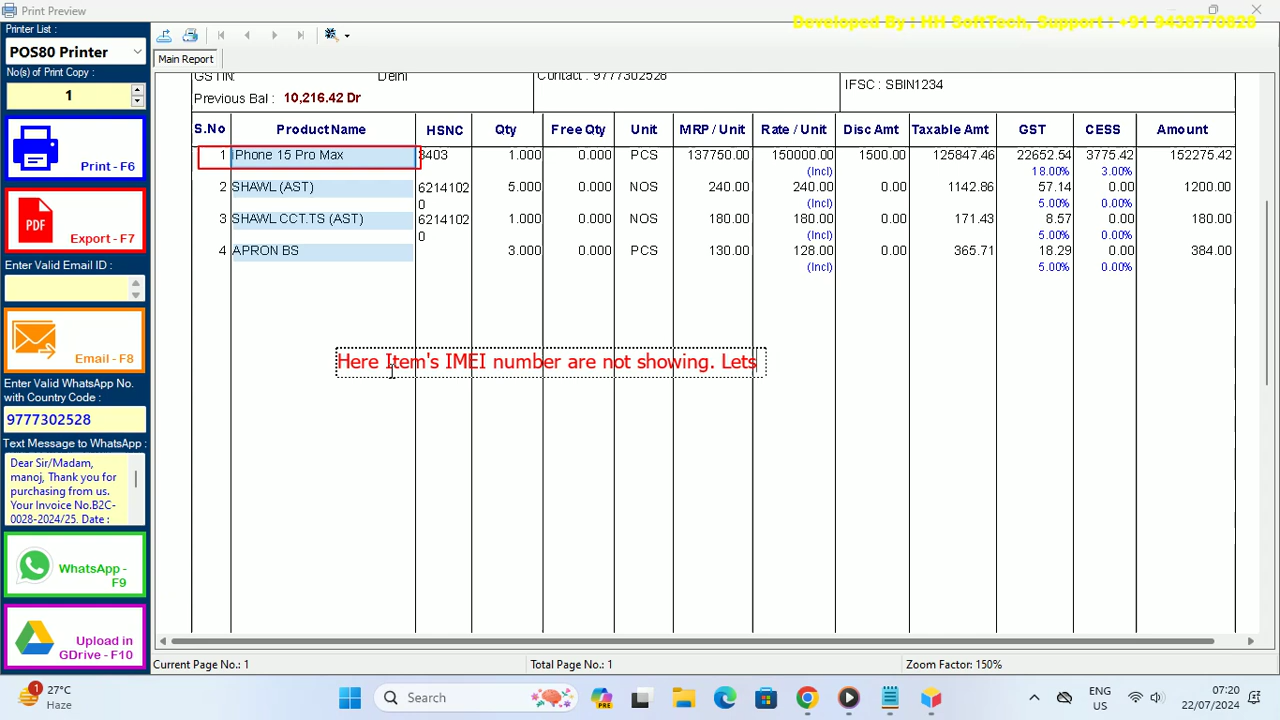 Print Preview
Developed By : HH SoftTech, Support : +91 9438770828
Printer List :
POS80 Printer
No(s) of Print Copy :
1
Print - F6
PDF
Export - F7
Enter Valid Email ID :
Email - F8
Enter Valid WhatsApp No.
with Country Code :
9777302528
Text Message to WhatsApp :
Dear Sir/Madam,
manoj, Thank you for
purchasing from us.
Your Invoice No.B2C-
0028-2024/25. Date :
WhatsApp -
F9
Upload in
GDrive - F10
Main Report
GSTIN: Delhi Contact : 9777302528
IFSC : SBIN1234
Previous Bal : 10,216.42 Dr
S.No Product Name HSNC Qty Free Qty Unit MRP / Unit Rate / Unit Disc Amt Taxable Amt GST CESS Amount
1 iPhone 15 Pro Max 8403 1.000 0.000 PCS 137750.00 150000.00 1500.00 125847.46 22652.54 3775.42 152275.42
(Incl) 18.00% 3.00%
2 SHAWL (AST) 6214102 5.000 0.000 NOS 240.00 240.00 0.00 1142.86 57.14 0.00 1200.00
0 (Incl) 5.00% 0.00%
3 SHAWL CCT.TS (AST) 6214102 1.000 0.000 NOS 180.00 180.00 0.00 171.43 8.57 0.00 180.00
0 (Incl) 5.00% 0.00%
4 APRON BS 3.000 0.000 PCS 130.00 128.00 0.00 365.71 18.29 0.00 384.00
(Incl) 5.00% 0.00%
Here Item's IMEI number are not showing. Lets
Current Page No.: 1 Total Page No.: 1 Zoom Factor: 150%
1
27°C
Haze
Search
PRE
ENG
US
07:20
22/07/2024